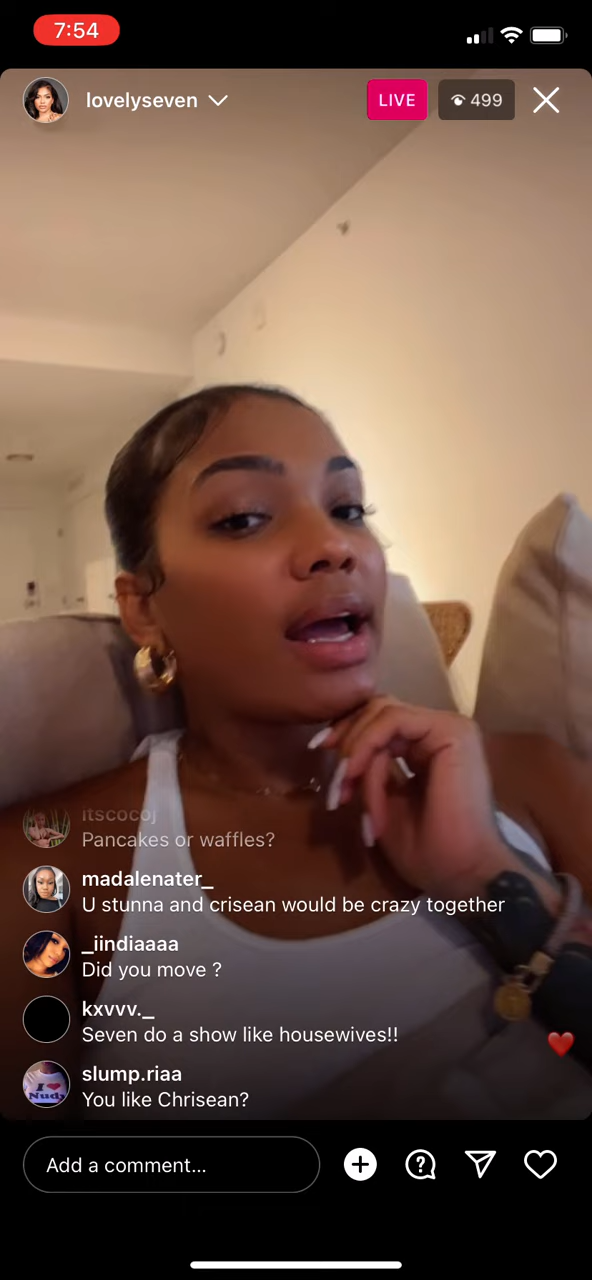 7:54
lovelyseven
LIVE
499
itscocoj
Pancakes or waffles?
madalenater_
U stunna and crisean would be crazy together
_iindiaaaa
Did you move ?
kxvvv._
Seven do a show like housewives!!
slump.riaa
You like Chrisean?
I
Nudy
Add a comment...